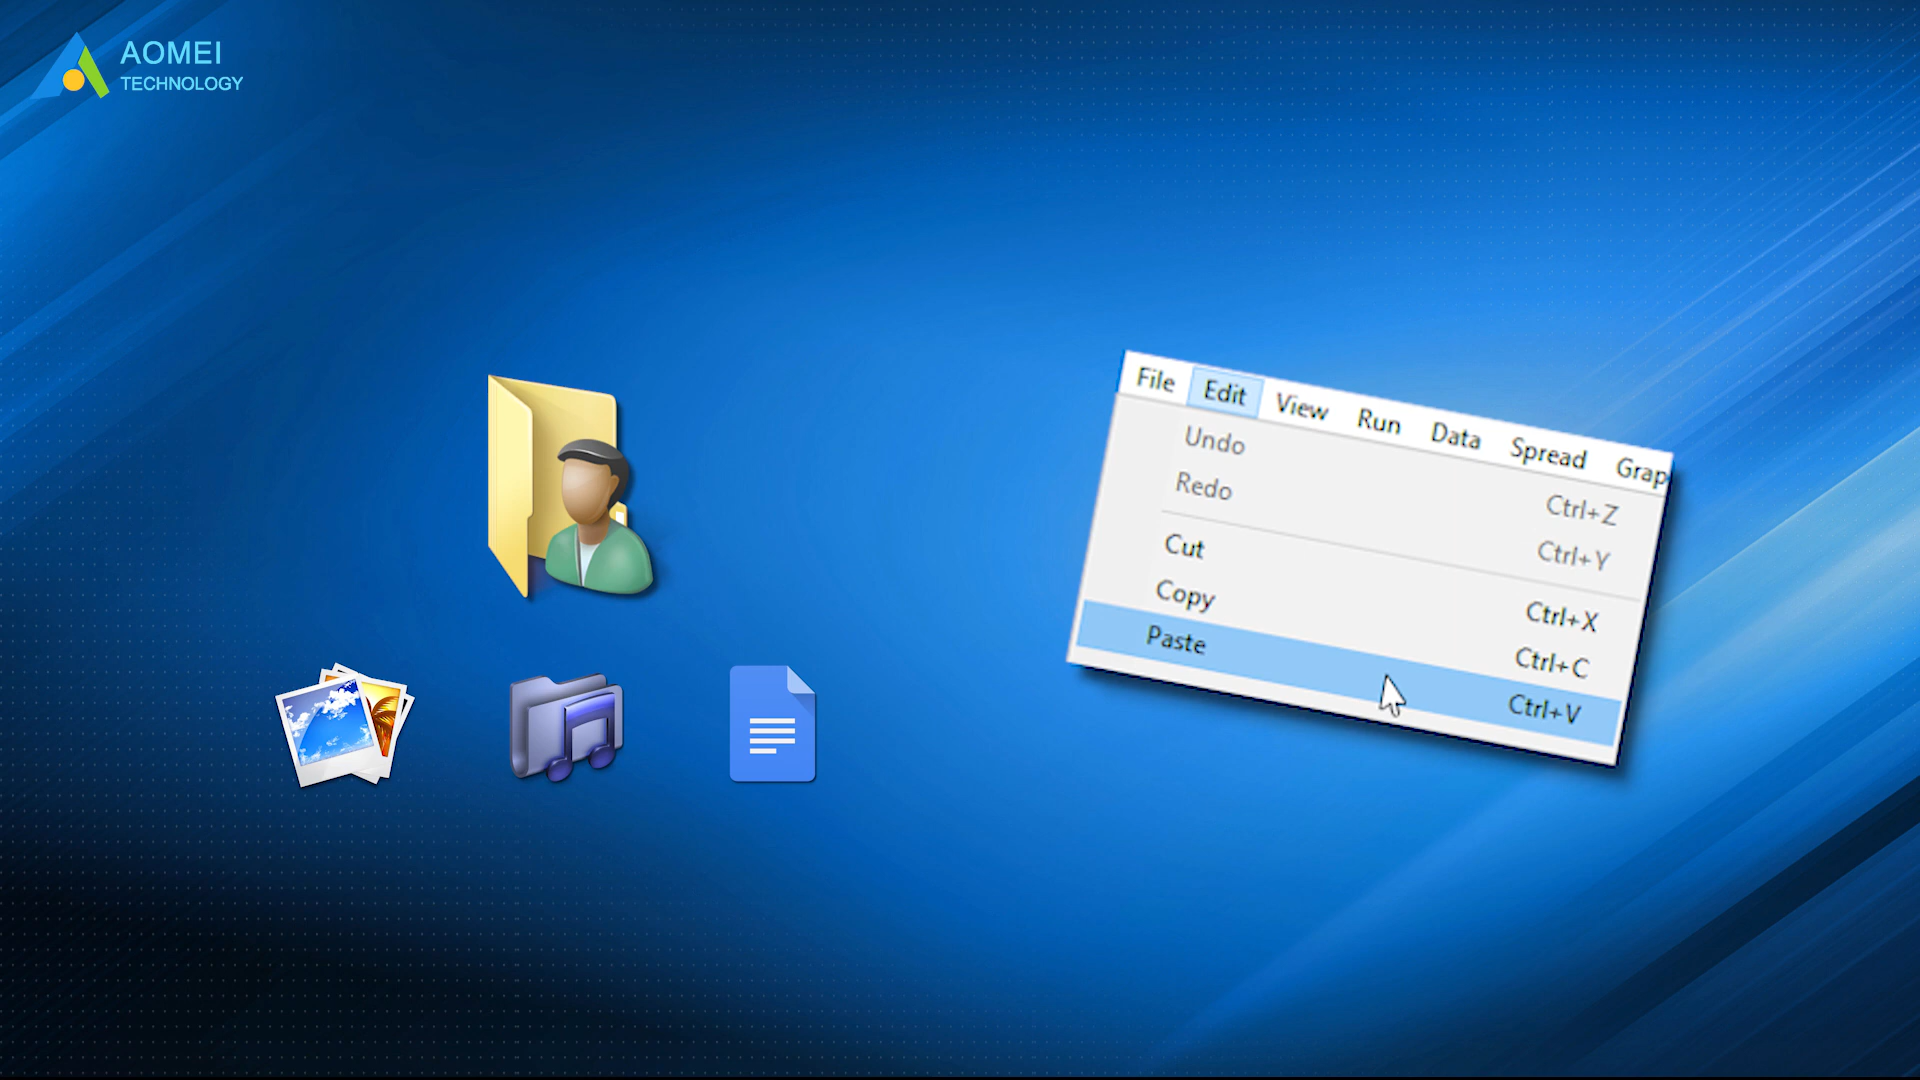 AOMEI
TECHNOLOGY
File Edit View Run Data Spread Grap
Undo Ctrl+Z
Redo Ctrl+Y
Cut Ctrl+X
Copy Ctrl+C
Paste Ctrl+V